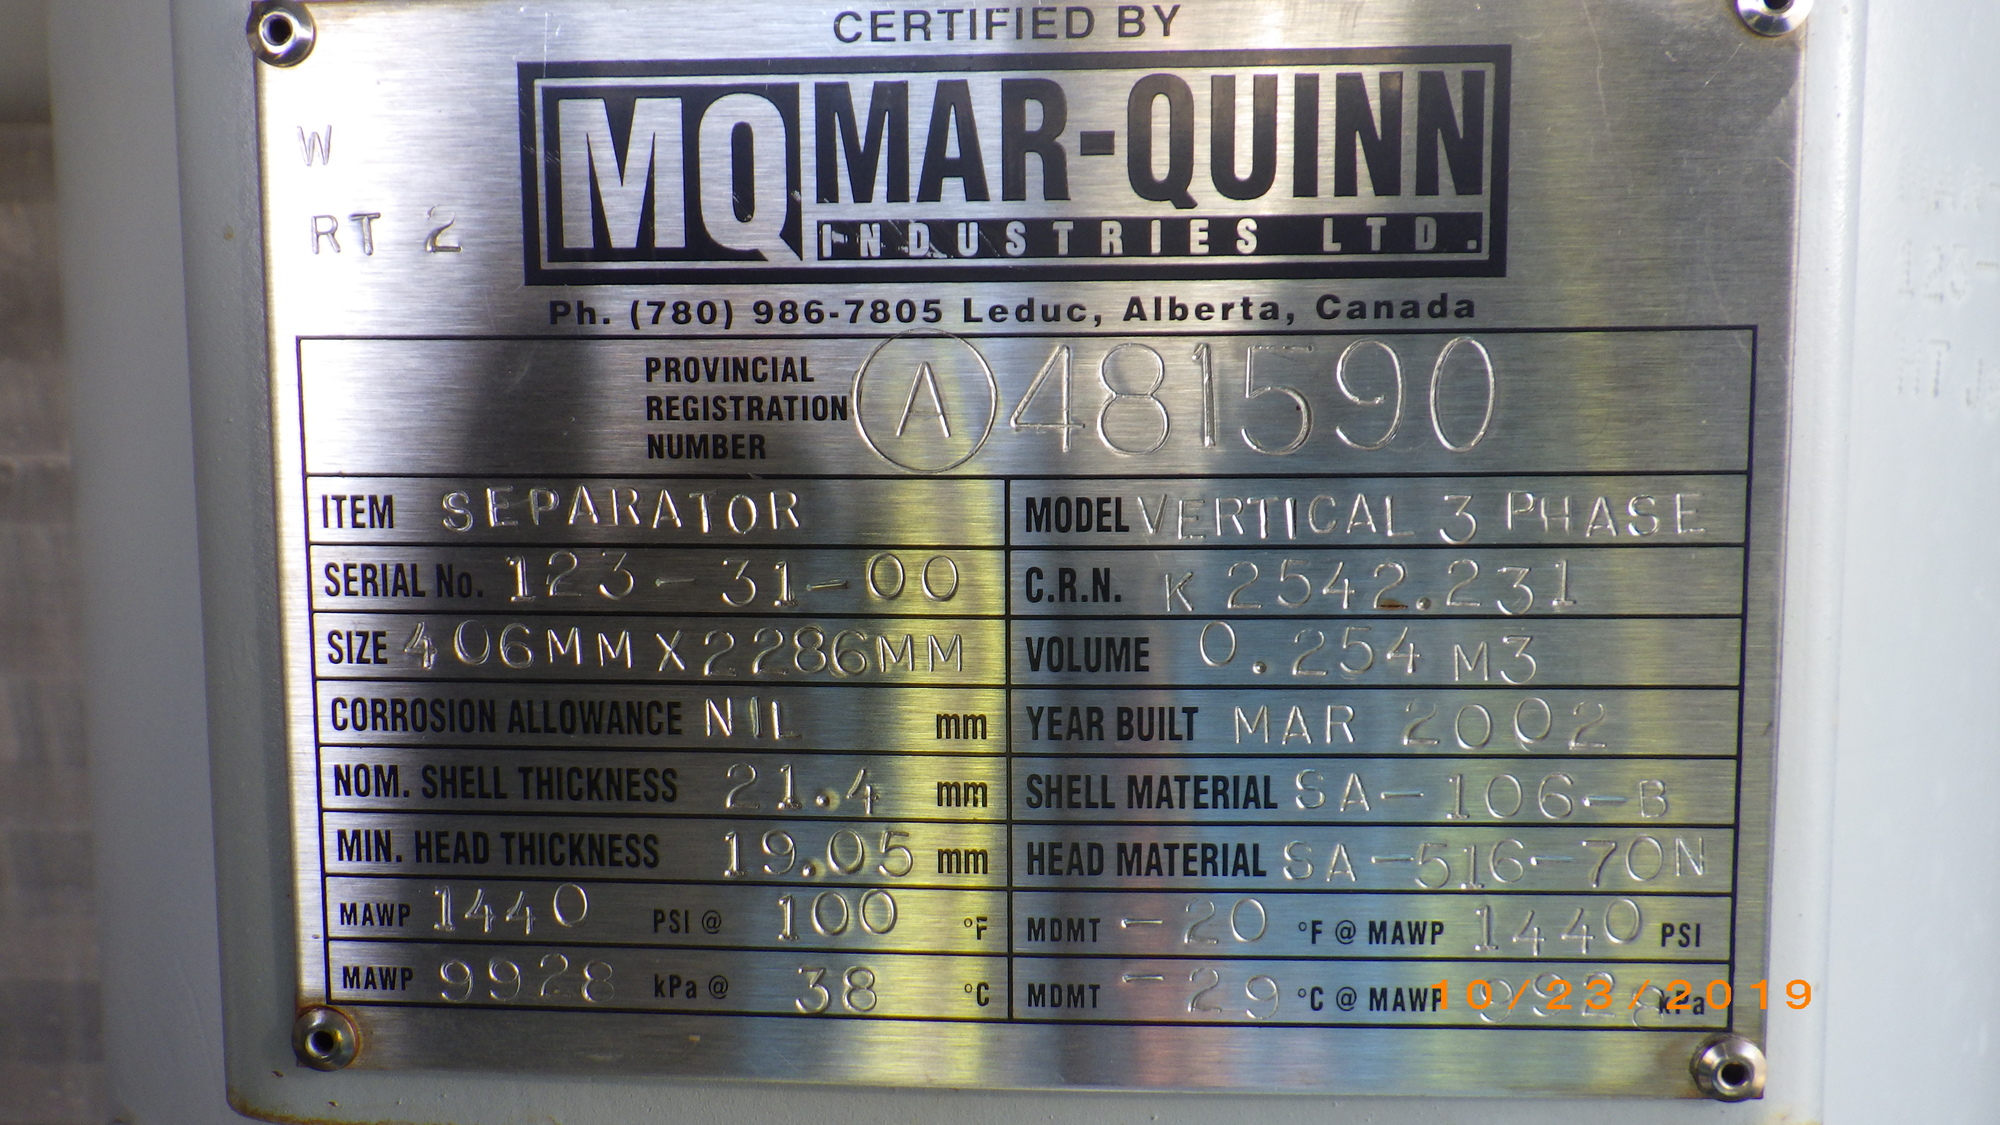 CERTIFIED BY
W
RT 2
MQ MAR-QUINN
INDUSTRIES LTD.
Ph. (780) 986-7805 Leduc, Alberta, Canada
PROVINCIAL
REGISTRATION
NUMBER
A 481590
ITEM SEPARATOR
MODEL VERTICAL 3 PHASE
SERIAL No. 123-31-00
C.R.N. K 2542.231
SIZE 406MM X 2286MM
VOLUME 0.254 M3
CORROSION ALLOWANCE NIL mm
YEAR BUILT MAR 2002
NOM. SHELL THICKNESS 21.4 mm
SHELL MATERIAL SA-106-B
MIN. HEAD THICKNESS 19.05 mm
HEAD MATERIAL SA-516-70N
MAWP 1440 PSI @ 100 °F
MDMT -20 °F @ MAWP 1440 PSI
MAWP 9928 kPa @ 38 °C
MDMT -29 °C @ MAWP 9928 kPa
10/23/2019